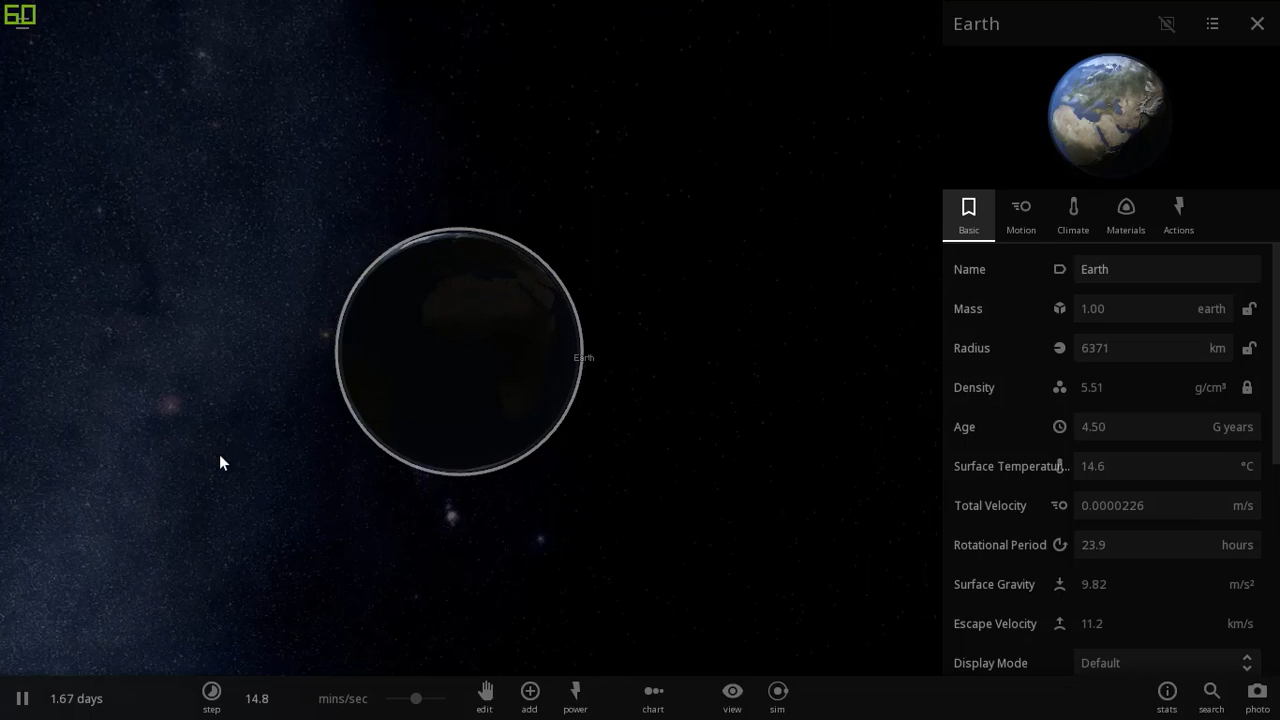 60
Earth
Earth
Basic
Motion
Climate
Materials
Actions
Name Earth
Mass 1.00 earth
Radius 6371 km
Density 5.51 g/cm³
Age 4.50 G years
Surface Temperatur... 14.6 °C
Total Velocity 0.0000226 m/s
Rotational Period 23.9 hours
Surface Gravity 9.82 m/s²
Escape Velocity 11.2 km/s
Display Mode Default
1.67 days
step
14.8 mins/sec
edit
add
power
chart
view
sim
stats
search
photo